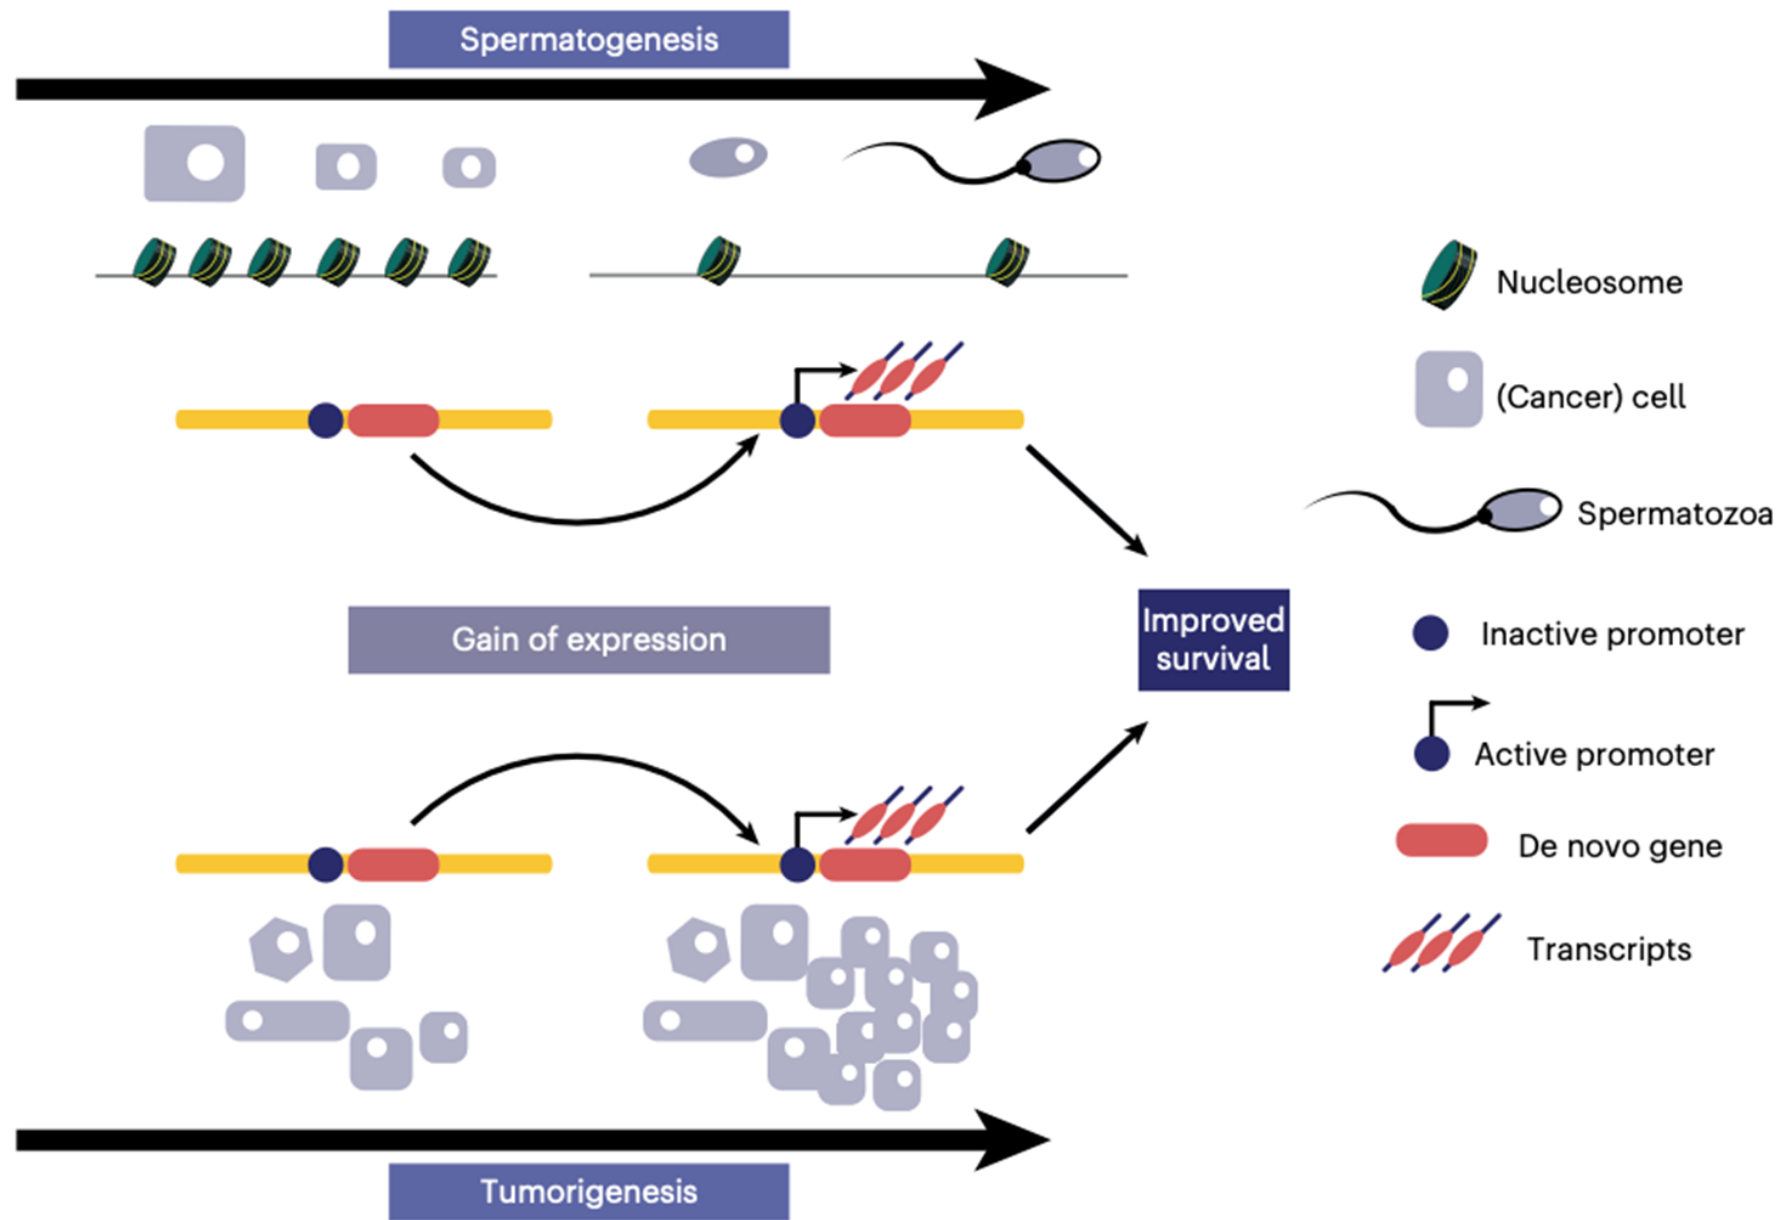 Spermatogenesis
Nucleosome
(Cancer) cell
Spermatozoa
Gain of expression
Improved
survival
Inactive promoter
Active promoter
De novo gene
Transcripts
Tumorigenesis